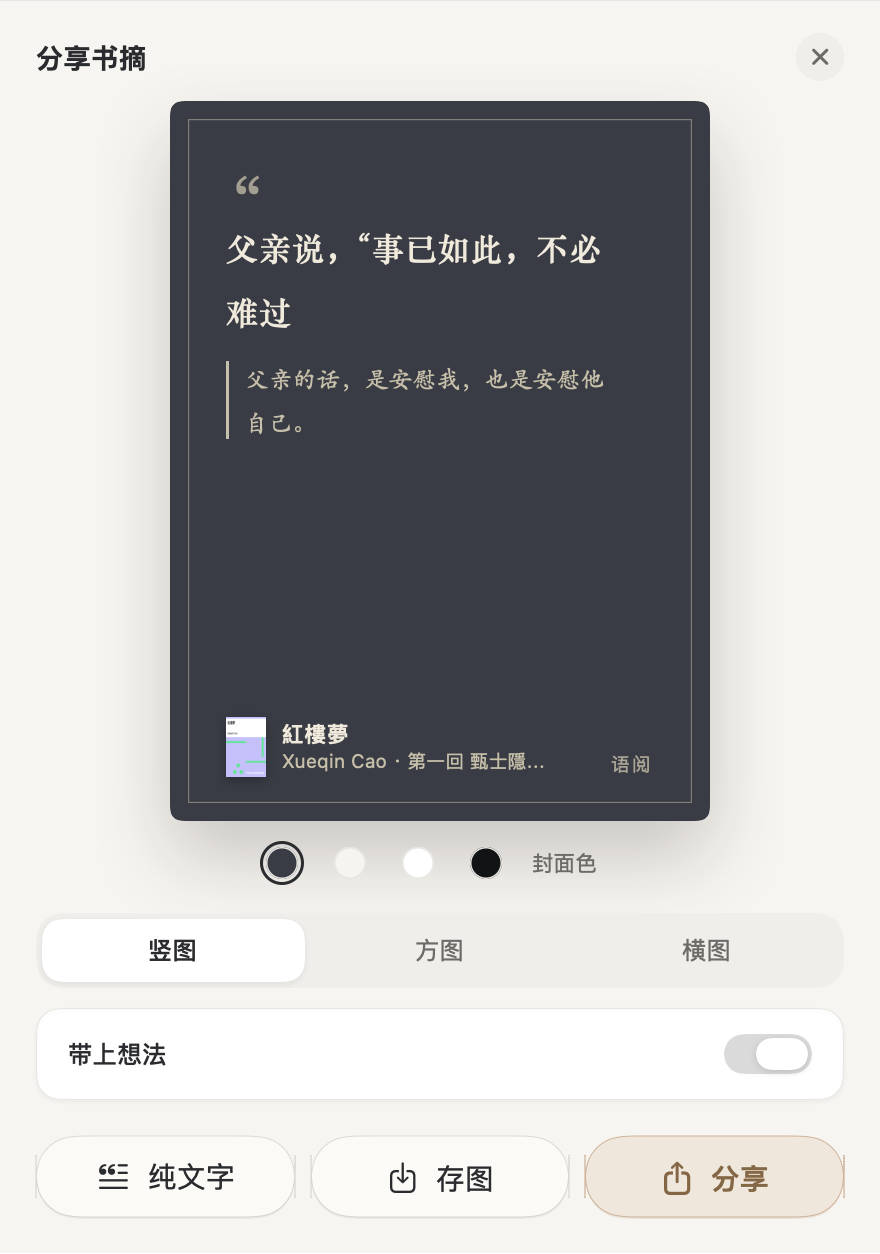 分享书摘
“
父亲说，“事已如此，不必
难过
父亲的话，是安慰我，也是安慰他
自己。
紅樓夢
Xueqin Cao · 第一回 甄士隱…
语阅
封面色
竖图
方图
横图
带上想法
纯文字
存图
分享